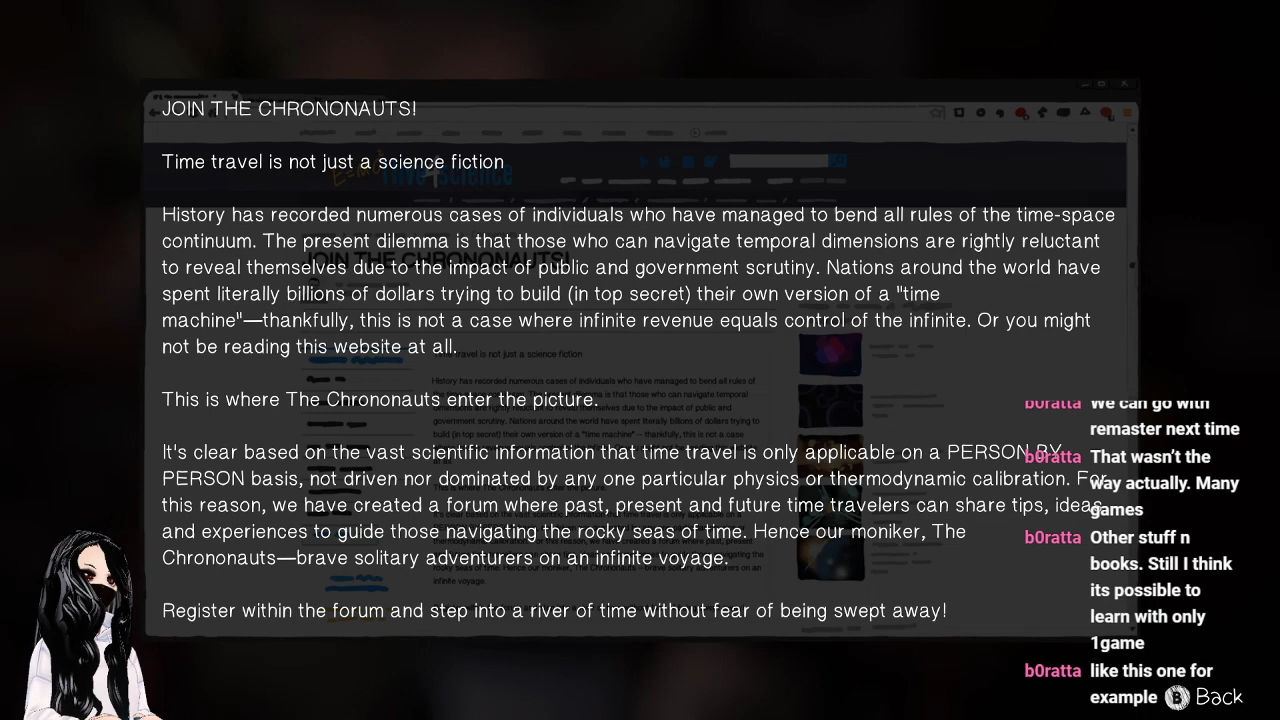 JOIN THE CHRONONAUTS!
Time travel is not just a science fiction
History has recorded numerous cases of individuals who have managed to bend all rules of the time-space
continuum. The present dilemma is that those who can navigate temporal dimensions are rightly reluctant
to reveal themselves due to the impact of public and government scrutiny. Nations around the world have
spent literally billions of dollars trying to build (in top secret) their own version of a "time
machine"—thankfully, this is not a case where infinite revenue equals control of the infinite. Or you might
not be reading this website at all.
This is where The Chrononauts enter the picture.
It's clear based on the vast scientific information that time travel is only applicable on a PERSON BY
PERSON basis, not driven nor dominated by any one particular physics or thermodynamic calibration. For
this reason, we have created a forum where past, present and future time travelers can share tips, ideas
and experiences to guide those navigating the rocky seas of time. Hence our moniker, The
Chrononauts—brave solitary adventurers on an infinite voyage.
Register within the forum and step into a river of time without fear of being swept away!
b0ratta We can go with
remaster next time
b0ratta That wasn't the
way actually. Many
games
b0ratta Other stuff n
books. Still I think
its possible to
learn with only
1game
b0ratta like this one for
example
B Back